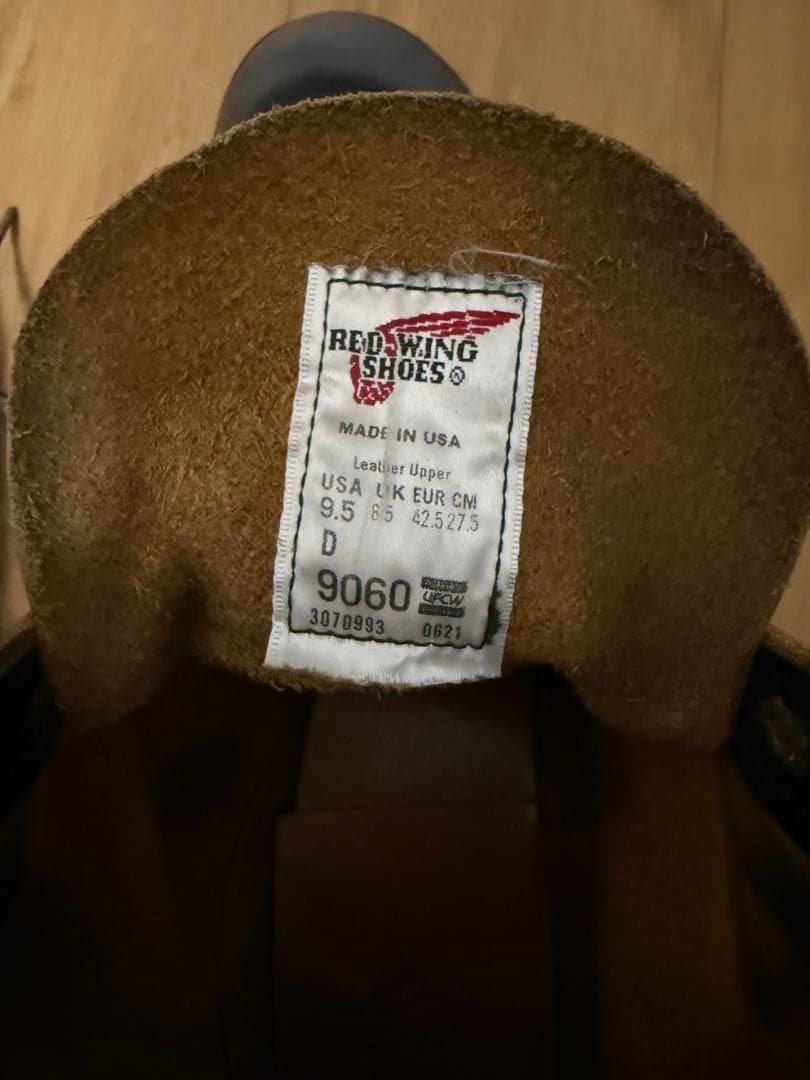 RED WING
SHOES®
MADE IN USA
Leather Upper
USA UK EUR CM
9.5 8.5 42.5 27.5
D
9060 UFCW
3070993 0621